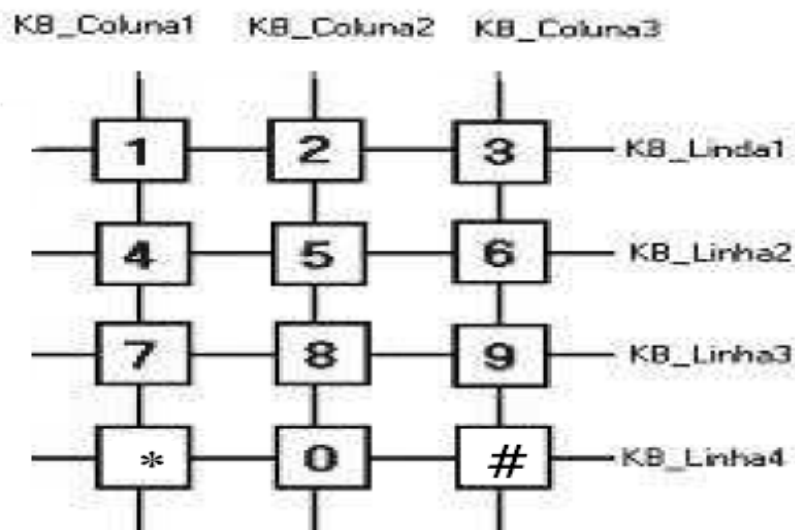 KB_Coluna1 KB_Coluna2 KB_Coluna3
1 2 3 KB_Linda1
4 5 6 KB_Linha2
7 8 9 KB_Linha3
* 0 # KB_Linha4